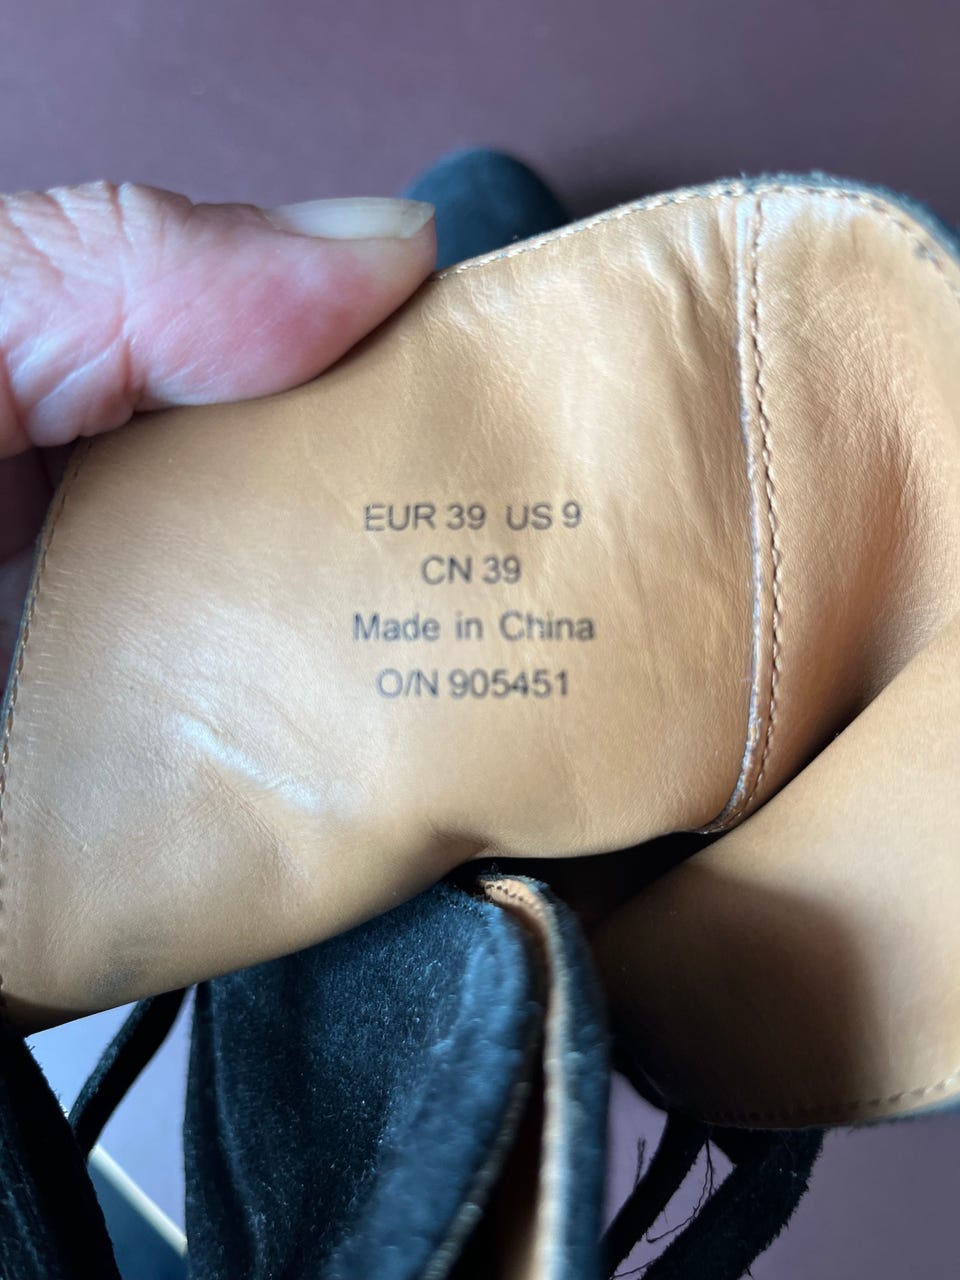 EUR 39 US 9
CN 39
Made in China
O/N 905451